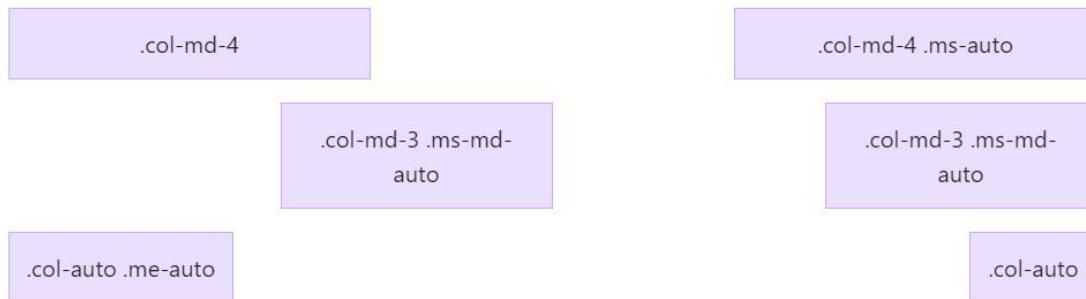 .col-md-4
.col-md-4 .ms-auto
.col-md-3 .ms-md-
auto
.col-md-3 .ms-md-
auto
.col-auto .me-auto
.col-auto